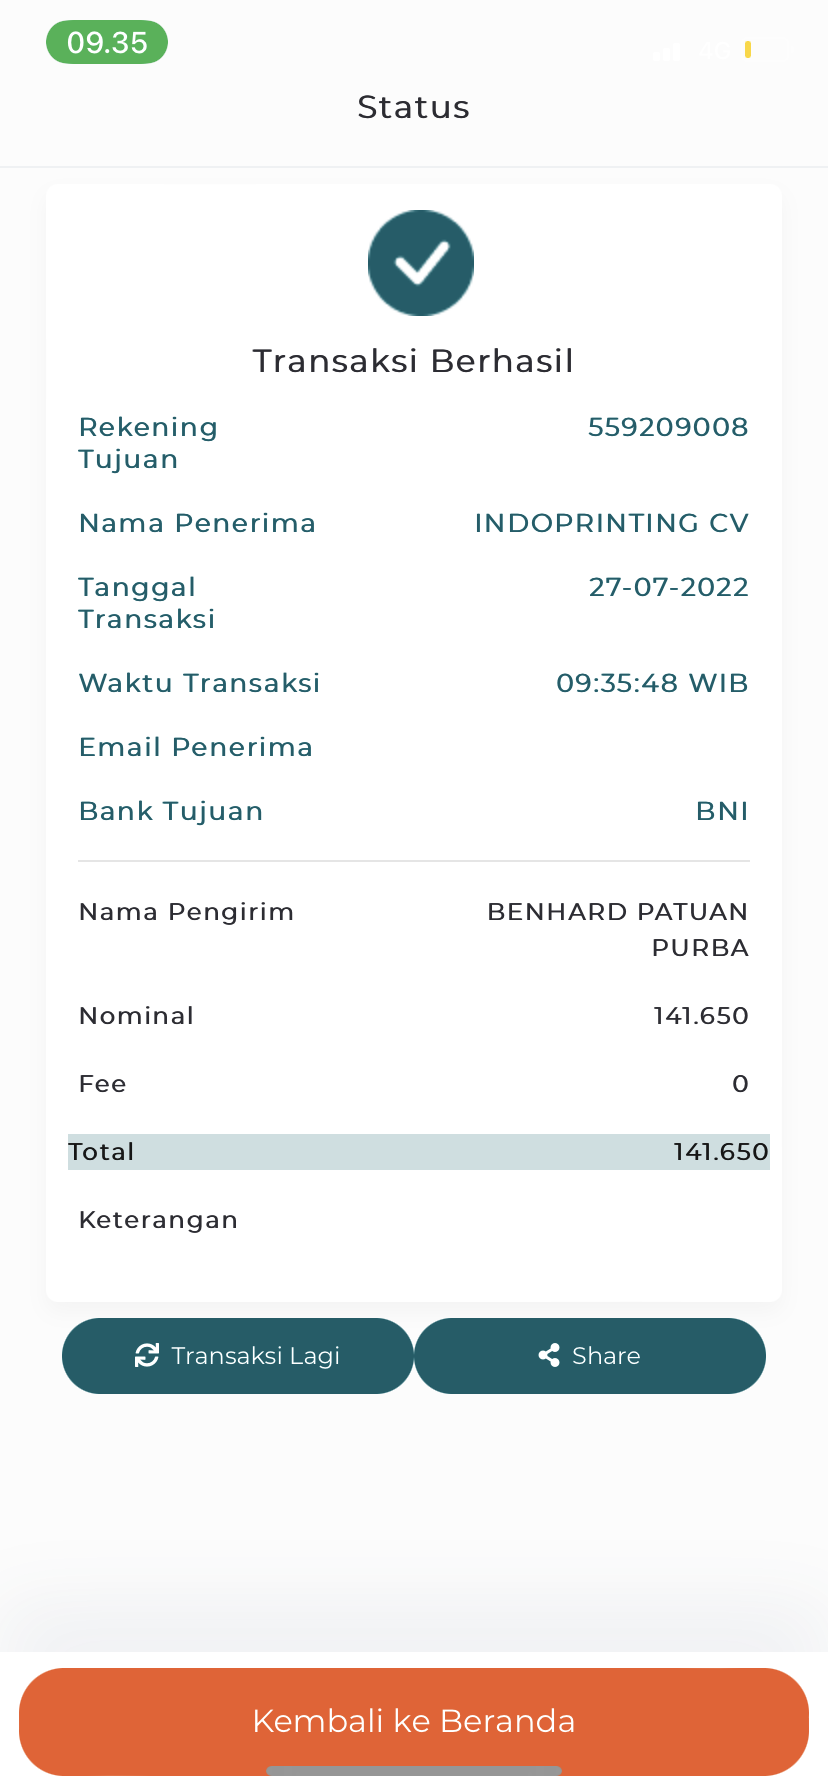 09.35
Status
Transaksi Berhasil
Rekening 559209008
Tujuan
Nama Penerima INDOPRINTING CV
Tanggal 27-07-2022
Transaksi
Waktu Transaksi 09:35:48 WIB
Email Penerima
Bank Tujuan BNI
Nama Pengirim BENHARD PATUAN
PURBA
Nominal 141.650
Fee 0
Total 141.650
Keterangan
Transaksi Lagi Share
Kembali ke Beranda